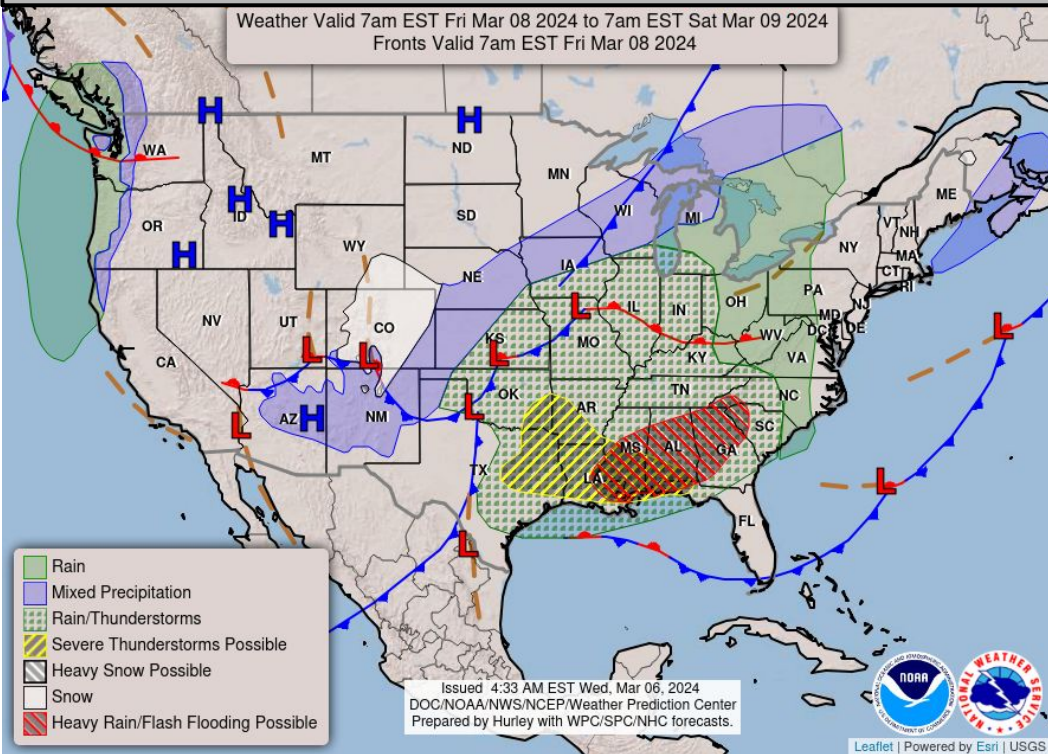 Weather Valid 7am EST Fri Mar 08 2024 to 7am EST Sat Mar 09 2024
Fronts Valid 7am EST Fri Mar 08 2024
H
H
WA
MT
ND
MN
ME
VT
NH
H
ID
H
OR
SD
WI
MI
NY
MA
CT
RI
H
WY
NE
IA
PA
NJ
NV
UT
CO
KS
L
IL
IN
OH
MD
DE
DC
WV
VA
L
CA
L
L
L
MO
KY
AZ
H
NM
L
OK
AR
TN
NC
SC
L
TX
LA
MS
AL
GA
L
L
FL
Rain
Mixed Precipitation
Rain/Thunderstorms
Severe Thunderstorms Possible
Heavy Snow Possible
Snow
Heavy Rain/Flash Flooding Possible
Issued 4:33 AM EST Wed, Mar 06, 2024
DOC/NOAA/NWS/NCEP/Weather Prediction Center
Prepared by Hurley with WPC/SPC/NHC forecasts.
NOAA
NATIONAL WEATHER SERVICE
Leaflet | Powered by Esri | USGS